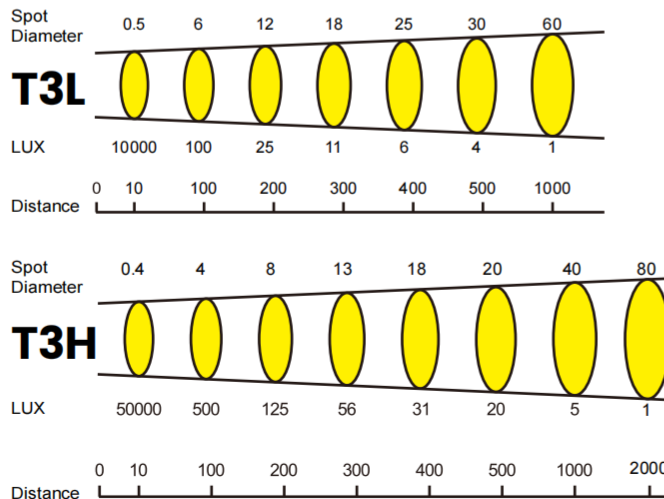 Spot
Diameter 0.5 6 12 18 25 30 60
T3L
LUX 10000 100 25 11 6 4 1
0 10 100 200 300 400 500 1000
Distance
Spot
Diameter 0.4 4 8 13 18 20 40 80
T3H
LUX 50000 500 125 56 31 20 5 1
0 10 100 200 300 400 500 1000 2000
Distance